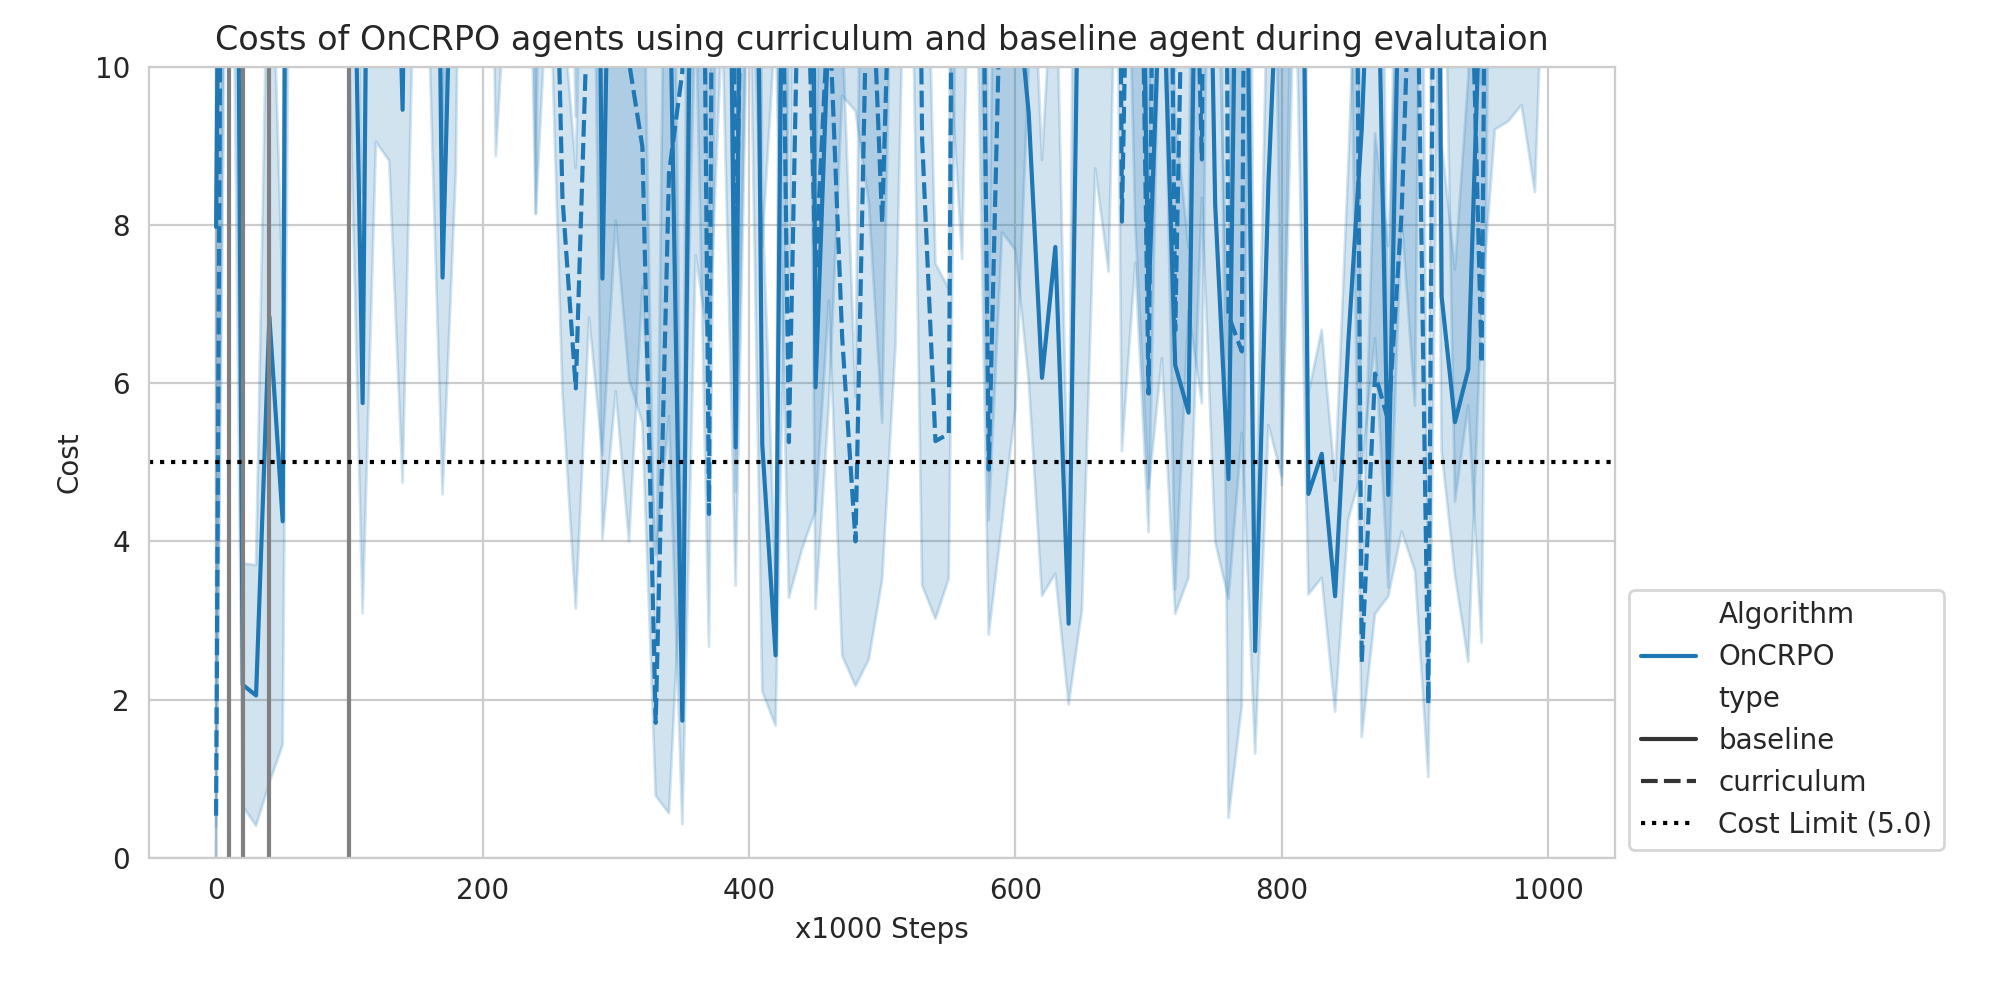 Costs of OnCRPO agents using curriculum and baseline agent during evalutaion
10
8
6
4
2
0
Cost
0 200 400 600 800 1000
x1000 Steps
Algorithm
OnCRPO
type
baseline
curriculum
Cost Limit (5.0)